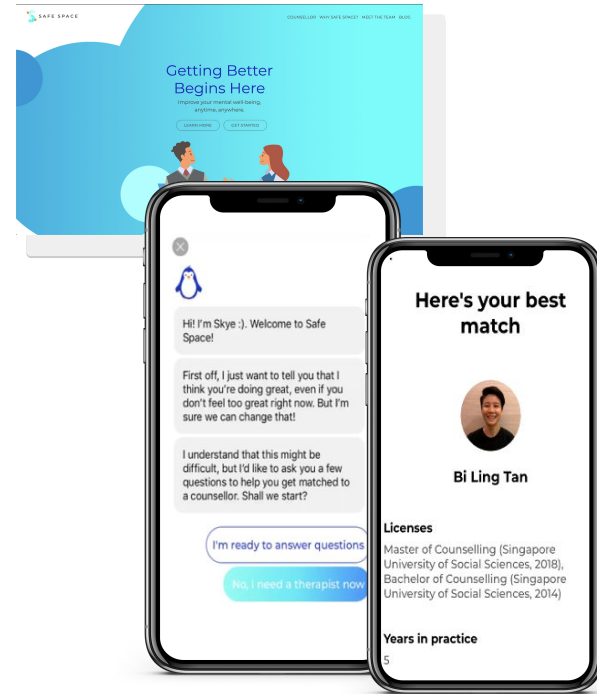 SAFE SPACE
COUNSELLOR WHY SAFE SPACE? MEET THE TEAM BLOG
Getting Better
Begins Here
Improve your mental well-being,
anytime, anywhere.
LEARN MORE GET STARTED
Hi! I'm Skye :). Welcome to Safe
Space!
First off, I just want to tell you that I
think you're doing great, even if you
don't feel too great right now. But I'm
sure we can change that!
I understand that this might be
difficult, but I'd like to ask you a few
questions to help you get matched to
a counsellor. Shall we start?
I'm ready to answer questions
No, I need a therapist now
Here's your best
match
Bi Ling Tan
Licenses
Master of Counselling (Singapore
University of Social Sciences, 2018),
Bachelor of Counselling (Singapore
University of Social Sciences, 2014)
Years in practice
5